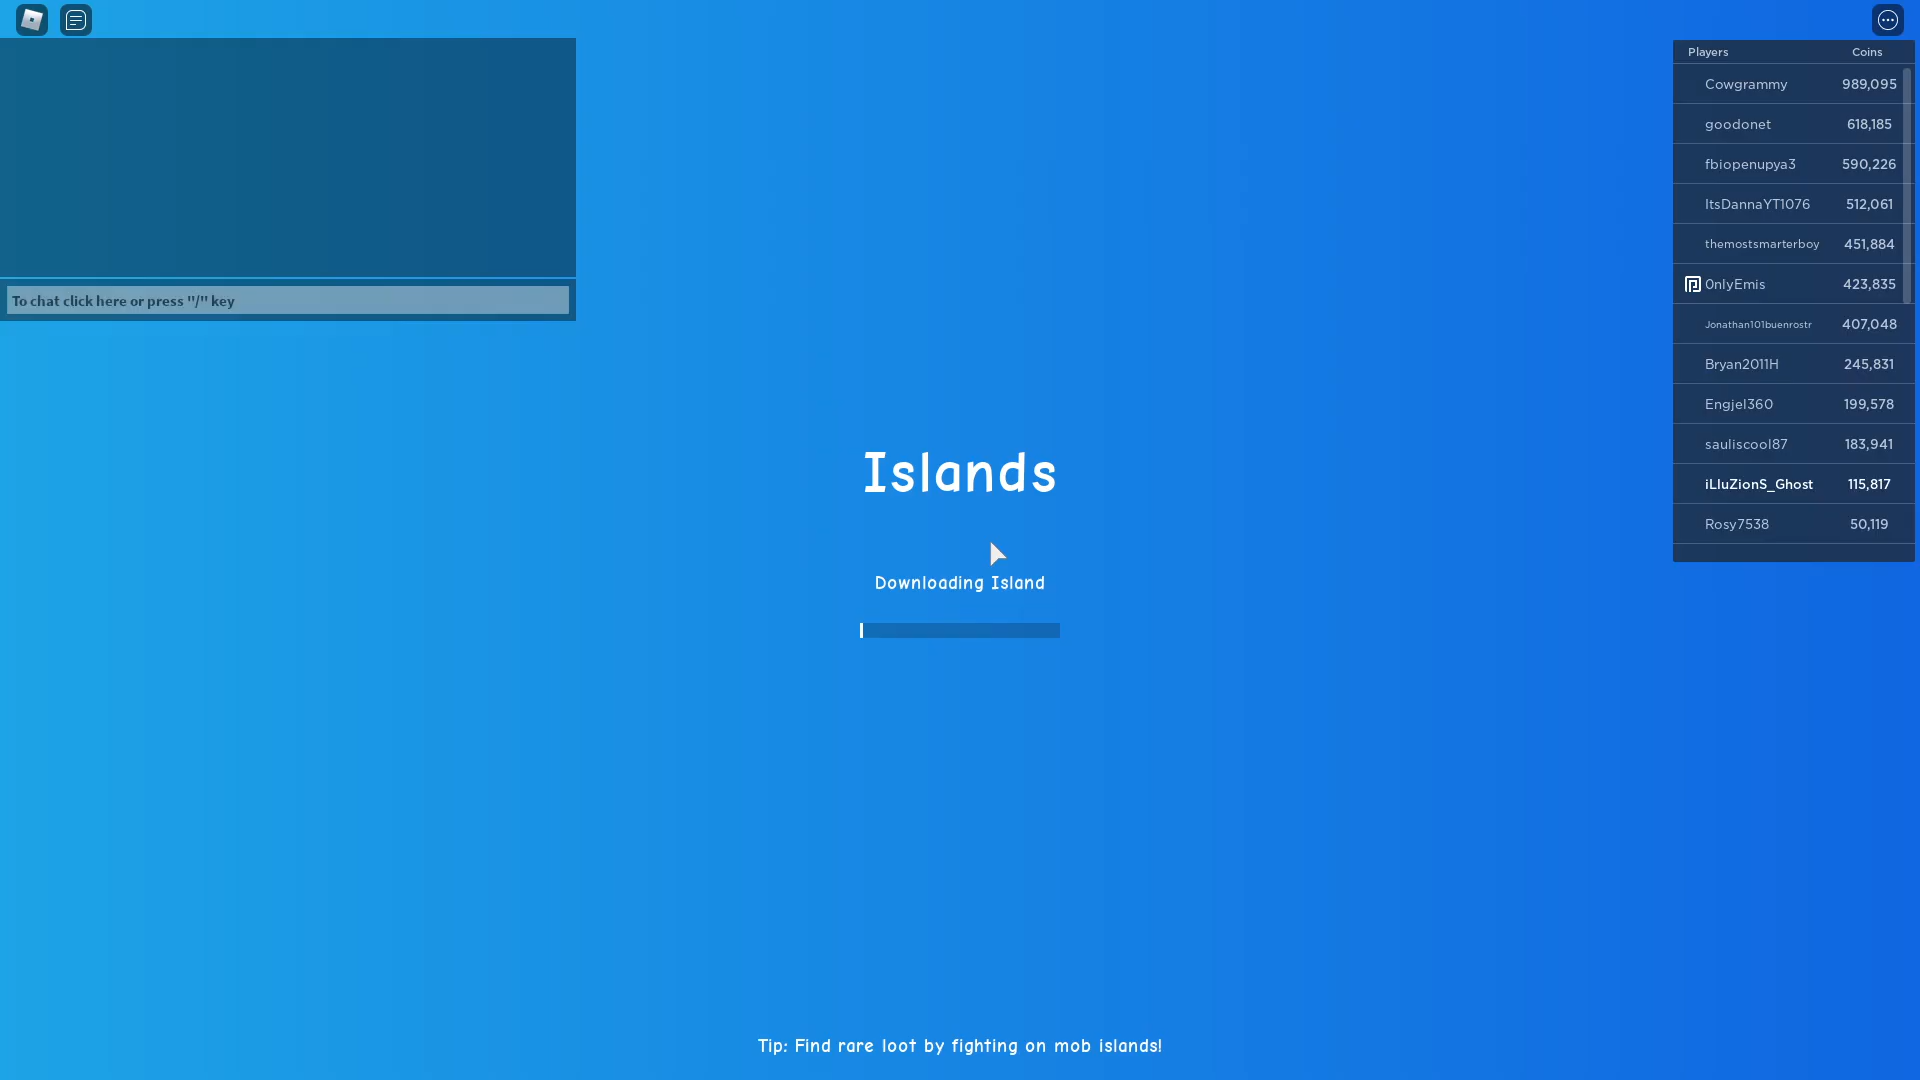 Players Coins
Cowgrammy 989,095
goodonet 618,185
fbiopenupya3 590,226
ItsDannaYT1076 512,061
themostsmarterboy 451,884
0nlyEmis 423,835
Jonathan101buenrostr 407,048
Bryan2011H 245,831
Engjel360 199,578
sauliscool87 183,941
iLluZionS_Ghost 115,817
Rosy7538 50,119
To chat click here or press "/" key
Islands
Downloading Island
Tip: Find rare loot by fighting on mob islands!